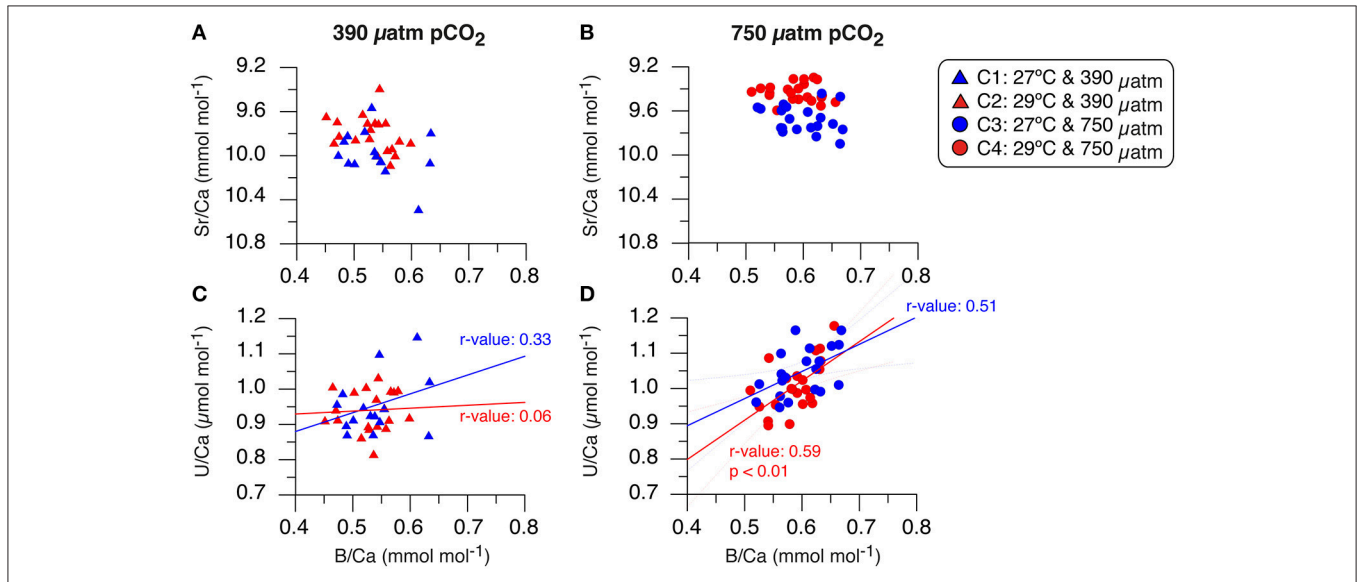 A
390 µatm pCO2
B
750 µatm pCO2
9.2
9.6
10.0
10.4
10.8
Sr/Ca (mmol mol-1)
0.4 0.5 0.6 0.7 0.8
9.2
9.6
10.0
10.4
10.8
Sr/Ca (mmol mol-1)
0.4 0.5 0.6 0.7 0.8
C1: 27ºC & 390 µatm
C2: 29ºC & 390 µatm
C3: 27ºC & 750 µatm
C4: 29ºC & 750 µatm
C
1.2
1.1
1.0
0.9
0.8
0.7
U/Ca (µmol mol-1)
r-value: 0.33
r-value: 0.06
0.4 0.5 0.6 0.7 0.8
B/Ca (mmol mol-1)
D
1.2
1.1
1.0
0.9
0.8
0.7
U/Ca (µmol mol-1)
r-value: 0.51
r-value: 0.59
p < 0.01
0.4 0.5 0.6 0.7 0.8
B/Ca (mmol mol-1)